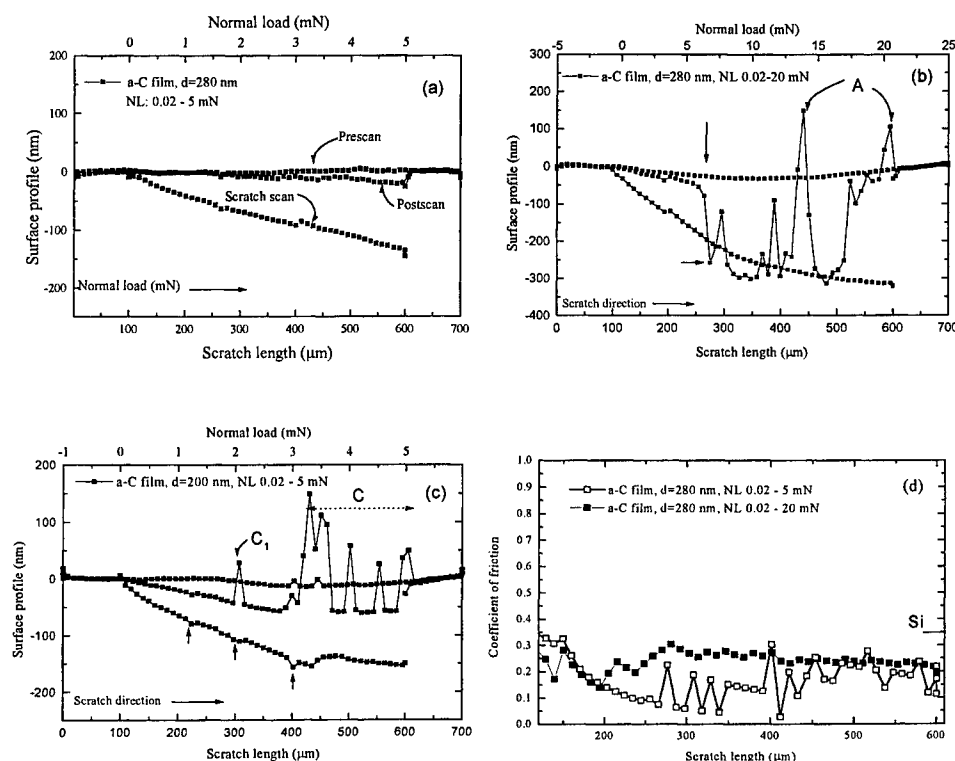 Normal load (mN)
0 1 2 3 4 5
a-C film, d=280 nm
NL: 0.02 - 5 mN
(a)
Prescan
Scratch scan
Postscan
Normal load (mN)
Surface profile (nm)
200
100
0
-100
-200
100 200 300 400 500 600 700
Scratch length (μm)
Normal load (mN)
-5 0 5 10 15 20 25
a-C film, d=280 nm, NL 0.02-20 mN
(b)
A
Scratch direction
Surface profile (nm)
300
200
100
0
-100
-200
-300
-400
0 100 200 300 400 500 600 700
Scratch length (μm)
Normal load (mN)
-1 0 1 2 3 4 5 6
a-C film, d=200 nm, NL 0.02 - 5 mN
(c)
C
C1
Scratch direction
Surface profile (nm)
200
150
100
50
0
-50
-100
-150
-200
-250
0 100 200 300 400 500 600 700
Scratch length (μm)
a-C film, d=280 nm, NL 0.02 - 5 mN
a-C film, d=280 nm, NL 0.02 - 20 mN
(d)
Si
Coefficient of friction
1.0
0.9
0.8
0.7
0.6
0.5
0.4
0.3
0.2
0.1
0.0
200 300 400 500 600
Scratch length (μm)